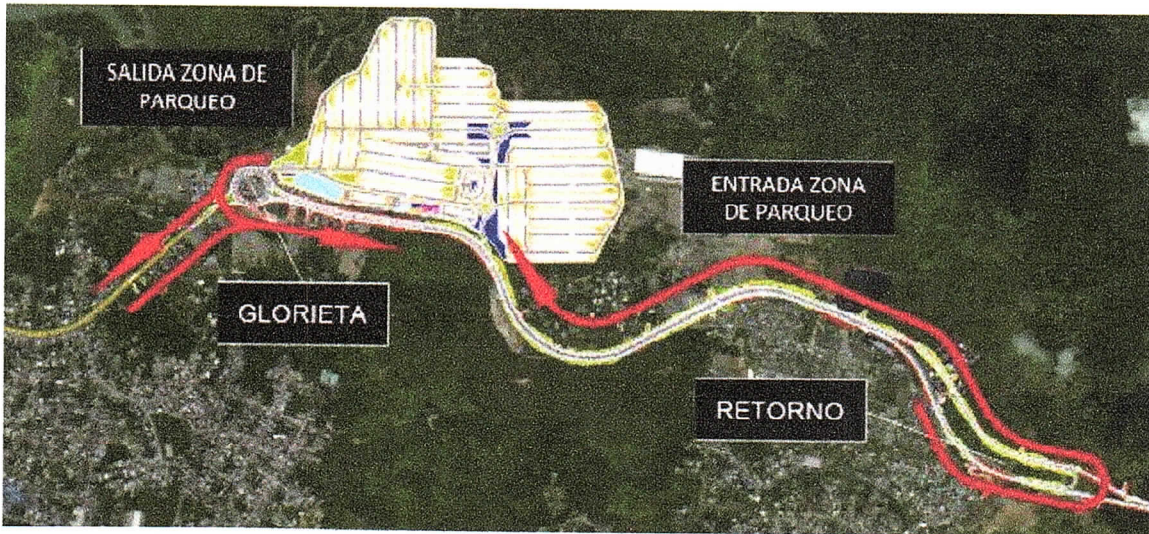 SALIDA ZONA DE
PARQUEO
ENTRADA ZONA
DE PARQUEO
GLORIETA
RETORNO